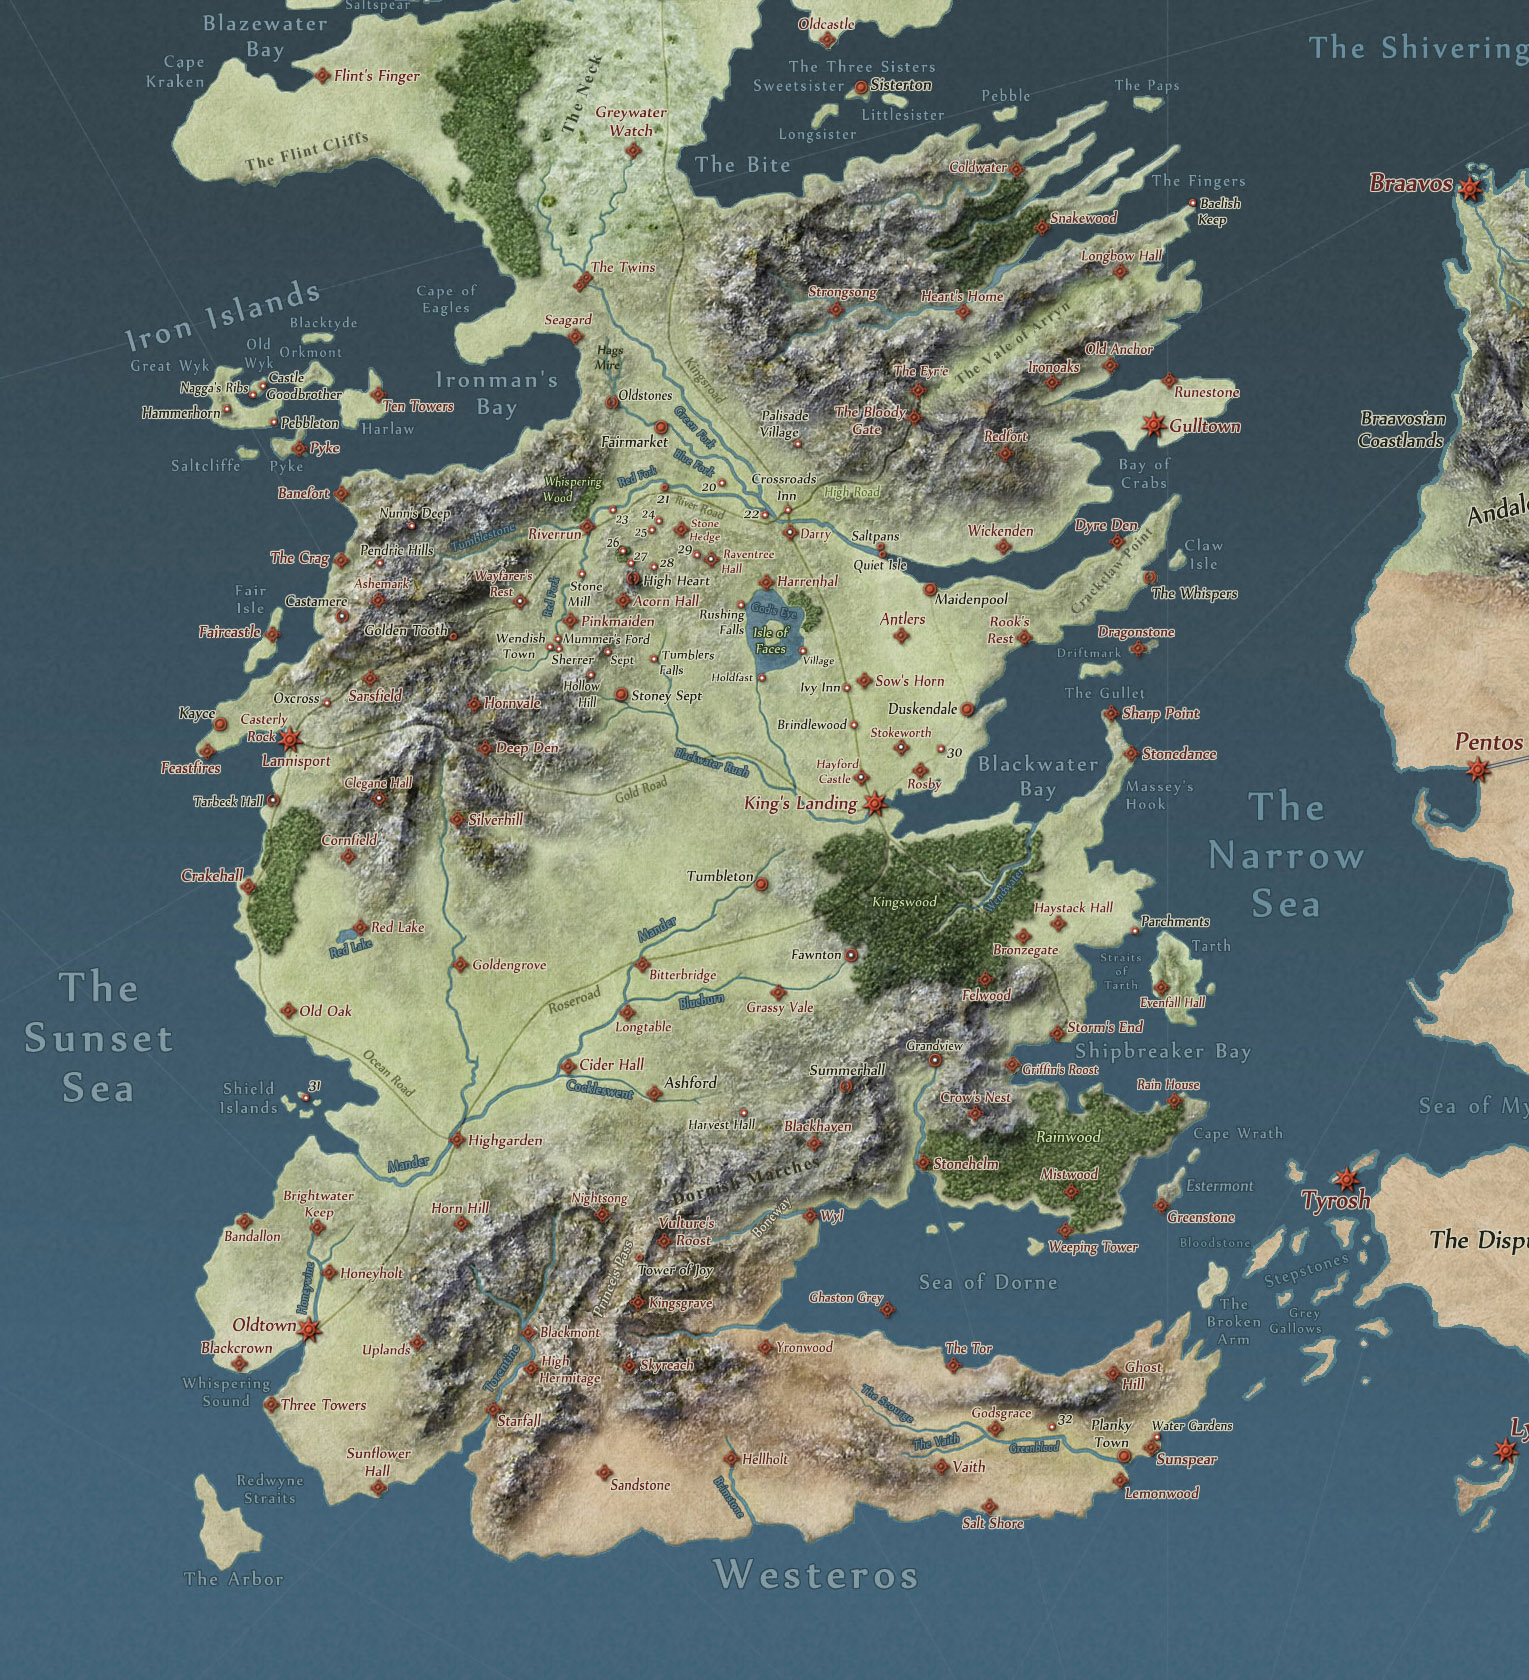 Saltspear
Blazewater
Bay
Oldcastle
The Shivering
Cape
Kraken
Flint's Finger
The Neck
The Three Sisters
Sweetsister
Sisterton
Littlesister
Longsister
Pebble
The Paps
Greywater
Watch
The Flint Cliffs
The Bite
Coldwater
The Fingers
Baelish
Keep
Braavos
Snakewood
Longbow Hall
The Twins
Cape of
Eagles
Strongsong
Heart's Home
The Vale of Arryn
Iron Islands
Blacktyde
Seagard
Hags
Mire
Kingsroad
Great Wyk
Old
Wyk
Orkmont
Old Anchor
Ironoaks
The Eyrie
Runestone
Nagga's Ribs
Castle
Goodbrother
Ironman's
Bay
Oldstones
Hammerhorn
Ten Towers
Pebbleton
Harlaw
Green Fork
Palisade
Village
The Bloody
Gate
Gulltown
Braavosian
Coastlands
Fairmarket
Redfort
Pyke
Saltcliffe
Pyke
Blue Fork
Bay of
Crabs
Banefort
Whispering
Wood
Red Fork
20
Crossroads
Inn
High Road
Nunn's Deep
21
River Road
22
Andalo
Tumblestone
Riverrun
23
24
25
Stone
Hedge
Darry
Saltpans
Wickenden
Dyre Den
The Crag
Pendric Hills
26
27
28
29
Raventree
Hall
Quiet Isle
Claw
Isle
Crackclaw Point
Ashemark
Wayfarer's
Rest
Red Fork
Stone
Mill
High Heart
Harrenhal
The Whispers
Fair
Isle
Castamere
Acorn Hall
Rushing
Falls
God's Eye
Maidenpool
Antlers
Rook's
Rest
Faircastle
Golden Tooth
Pinkmaiden
Isle of
Faces
Dragonstone
Wendish
Town
Mummer's Ford
Sherrer
Sept
Tumblers
Falls
Village
Driftmark
Holdfast
Ivy Inn
Sow's Horn
The Gullet
Oxcross
Sarsfield
Hornvale
Hollow
Hill
Stoney Sept
Duskendale
Sharp Point
Kayce
Casterly
Rock
Lannisport
Brindlewood
Stokeworth
30
Stonedance
Pentos
Feastfires
Deep Den
Blackwater Rush
Hayford
Castle
Rosby
Blackwater
Bay
Massey's
Hook
Clegane Hall
Gold Road
Tarbeck Hall
King's Landing
The
Narrow
Sea
Silverhill
Cornfield
Crakehall
Tumbleton
Kingswood
Wendwater
Haystack Hall
Parchments
Red Lake
Red Lake
Mander
Fawnton
Bronzegate
Tarth
Straits
of
Tarth
Goldengrove
Bitterbridge
Felwood
Evenfall Hall
The
Sunset
Sea
Old Oak
Roseroad
Blueburn
Grassy Vale
Longtable
Storm's End
Ocean Road
Cider Hall
Grandview
Shipbreaker Bay
Shield
Islands
31
Cockleswent
Ashford
Summerhall
Griffin's Roost
Crow's Nest
Rain House
Sea of My
Harvest Hall
Blackhaven
Rainwood
Cape Wrath
Highgarden
Mander
Dornish Marches
Stonehelm
Mistwood
Estermont
Tyrosh
Brightwater
Keep
Horn Hill
Nightsong
Wyl
Greenstone
Bandallon
Vulture's
Roost
Boneway
Weeping Tower
Bloodstone
The Disp
Honeyholt
Prince's Pass
Tower of Joy
Sea of Dorne
Stepstones
Honeywine
Kingsgrave
Ghaston Grey
The
Broken
Arm
Grey
Gallows
Oldtown
Blackcrown
Uplands
Blackmont
Yronwood
The Tor
High
Hermitage
Skyreach
Ghost
Hill
Whispering
Sound
Three Towers
Torentine
Starfall
The Scourge
Godsgrace
32
Planky
Town
Water Gardens
Sunspear
Ly
The Vaith
Greenblood
Sunflower
Hall
Redwyne
Straits
Sandstone
Hellholt
Vaith
Lemonwood
Brimstone
Salt Shore
The Arbor
Westeros